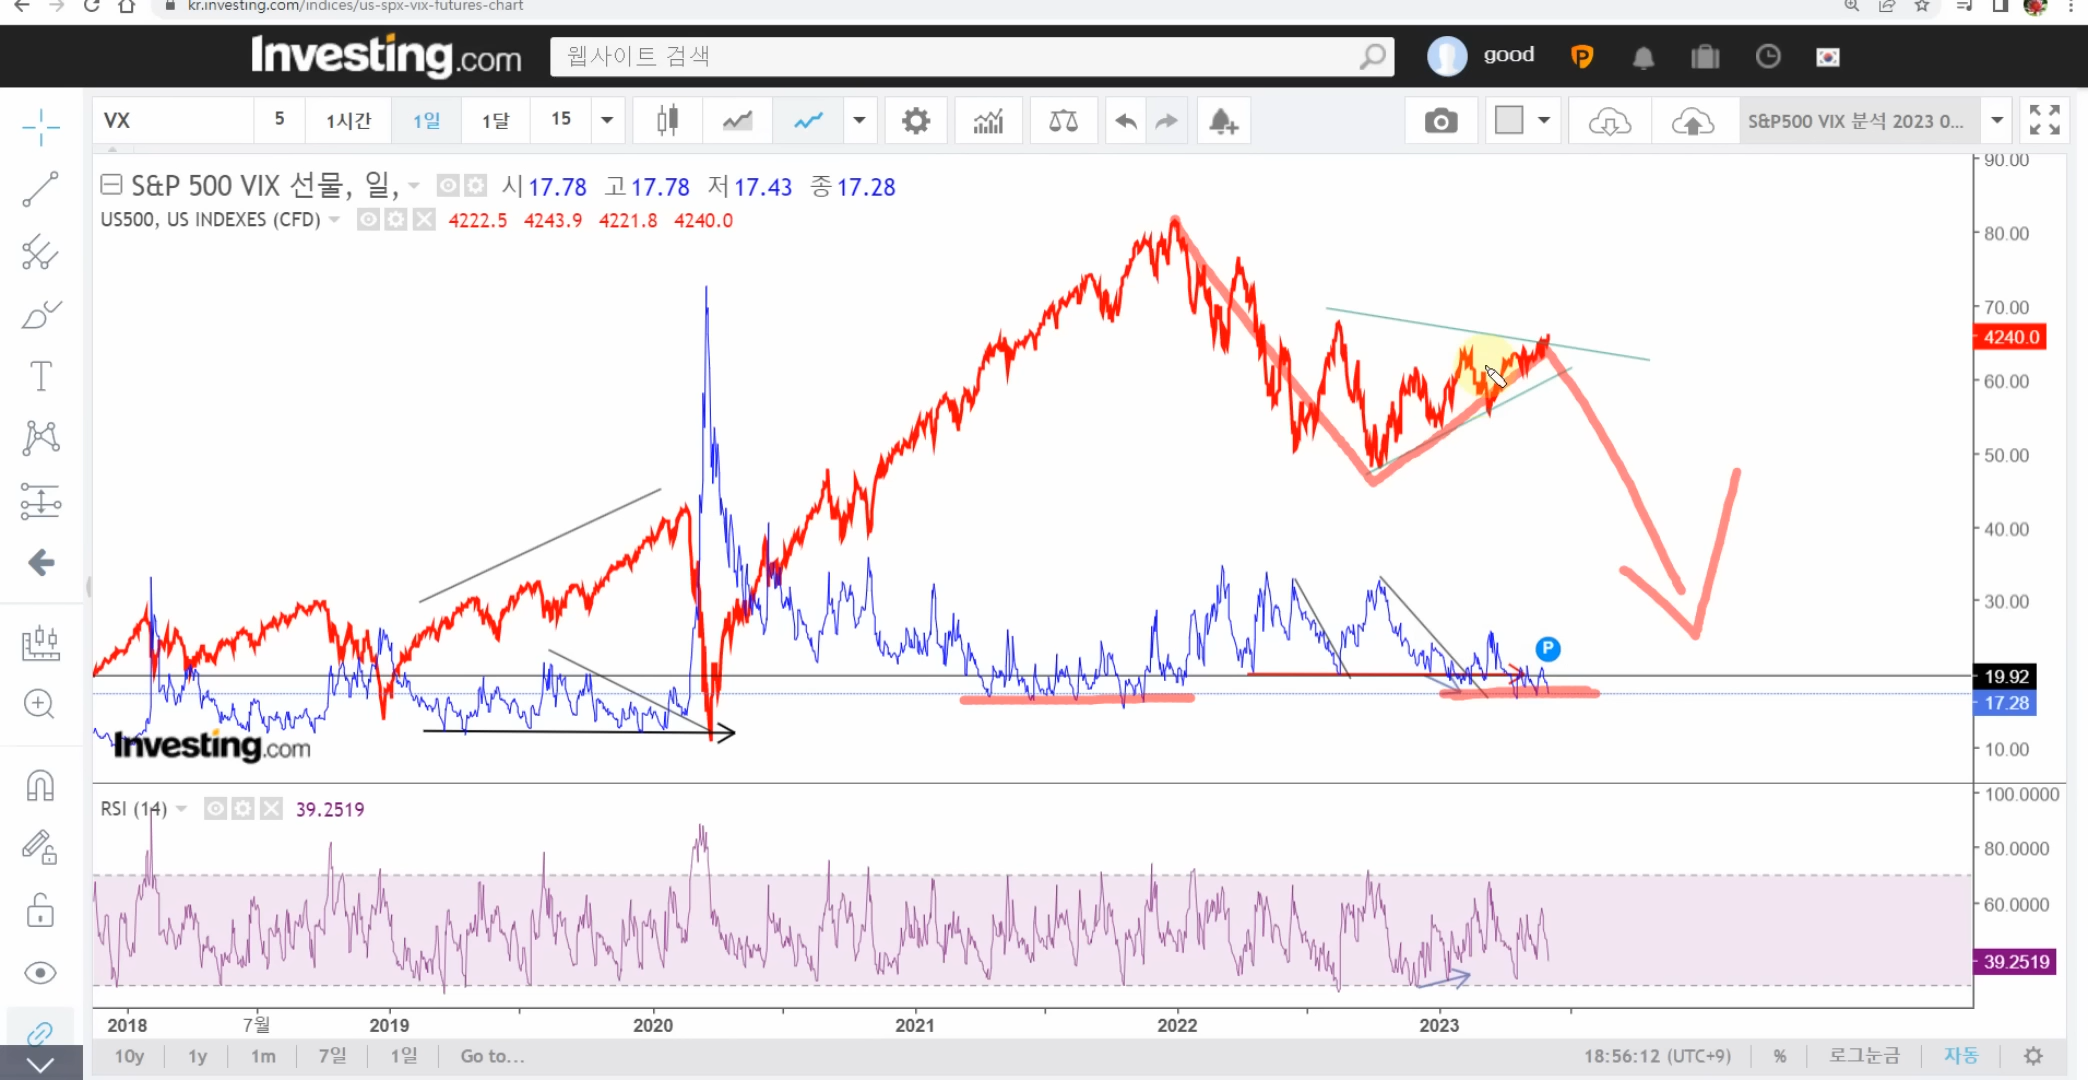 kr.investing.com/indices/us-spx-vix-futures-chart
Investing.com
웹사이트 검색
good
VX
5
1시간
1일
1달
15
S&P500 VIX 분석 2023 0...
S&P 500 VIX 선물, 일, 시 17.78 고 17.78 저 17.43 종 17.28
US500, US INDEXES (CFD) 4222.5 4243.9 4221.8 4240.0
90.00
80.00
70.00
4240.0
60.00
50.00
40.00
30.00
P
19.92
17.28
10.00
Investing.com
RSI (14) 39.2519
100.0000
80.0000
60.0000
39.2519
2018 7월 2019 2020 2021 2022 2023
10y 1y 1m 7일 1일 Go to... 18:56:12 (UTC+9) % 로그눈금 자동